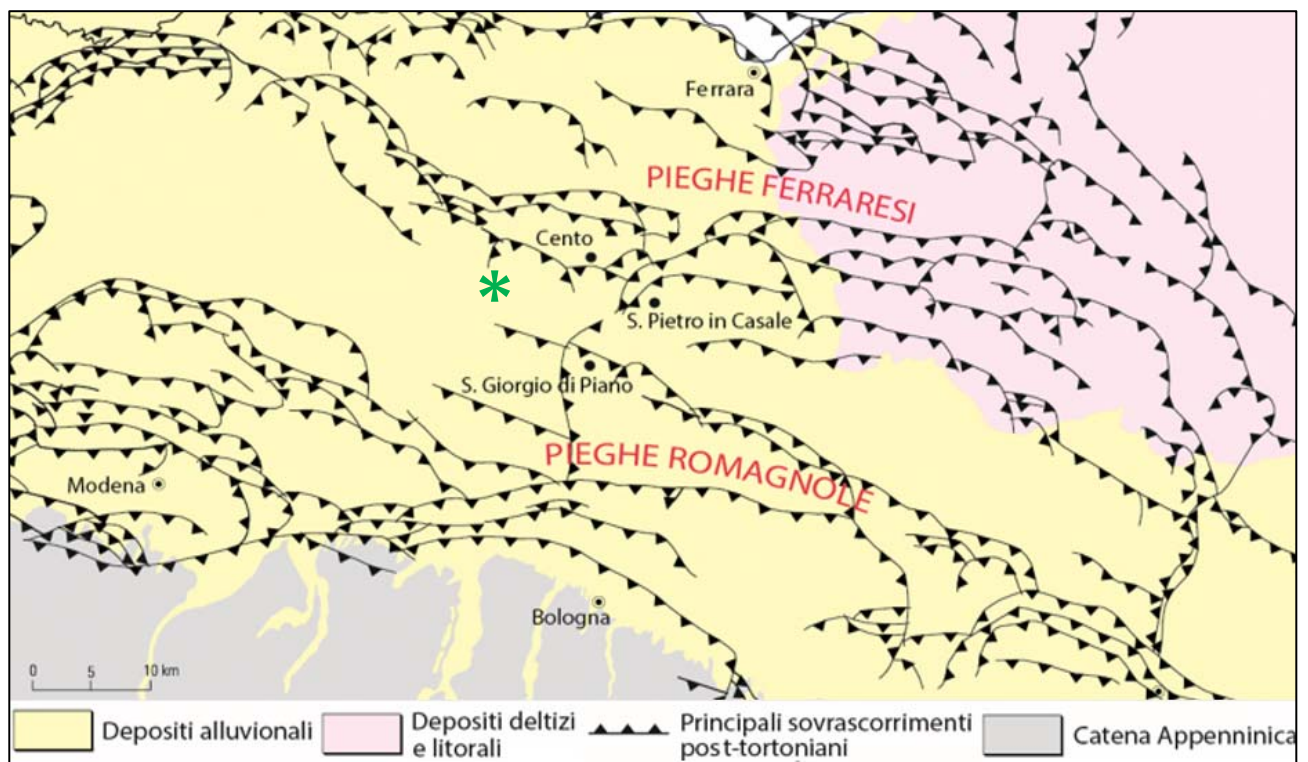 Ferrara
PIEGHE FERRARESI
Cento
*
S. Pietro in Casale
S. Giorgio di Piano
PIEGHE ROMAGNOLE
Modena
Bologna
0 5 10 km
Depositi alluvionali
Depositi deltizi
e litorali
Principali sovrascorrimenti
post-tortoniani
Catena Appenninica